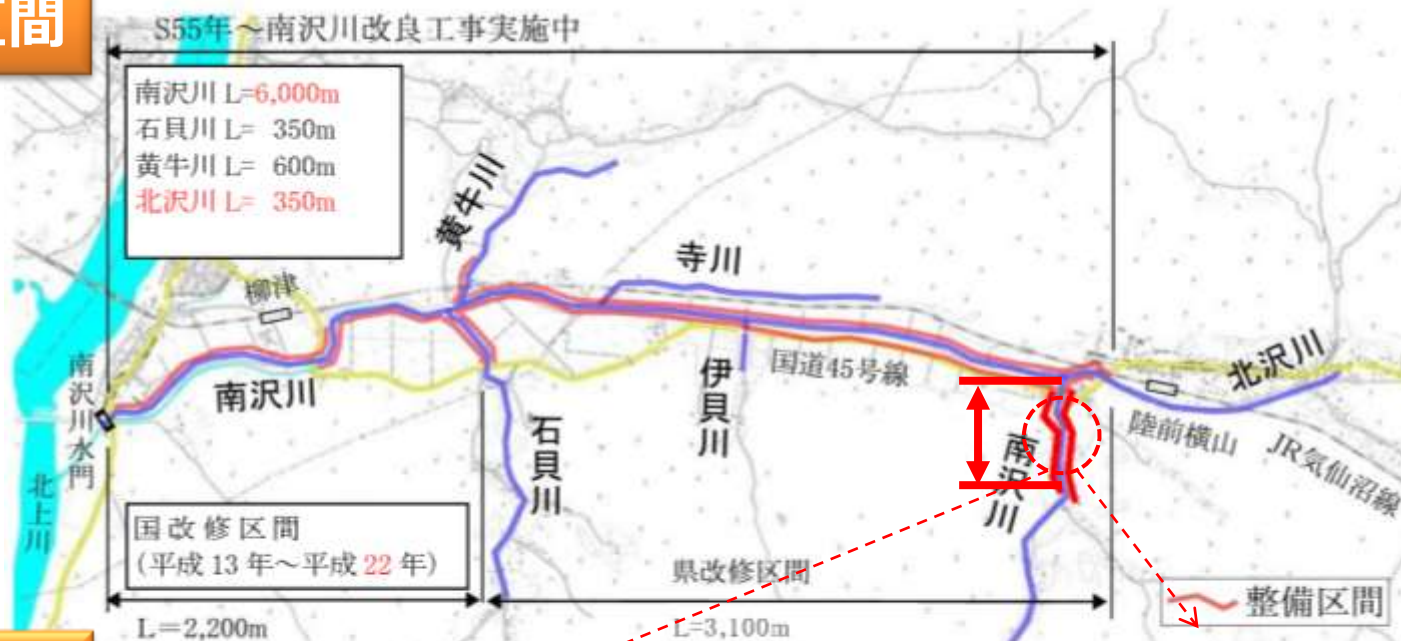 間
S55年～南沢川改良工事実施中
南沢川 L=6,000m
石貝川 L= 350m
黄牛川 L= 600m
北沢川 L= 350m
黄牛川
寺川
柳津
南沢川水門
南沢川
国道45号線
伊貝川
北沢川
陸前横山
JR気仙沼線
石貝川
南沢川
北上川
国改修区間
(平成 13 年～平成 22 年)
県改修区間
整備区間
L=2,200m
L=3,100m